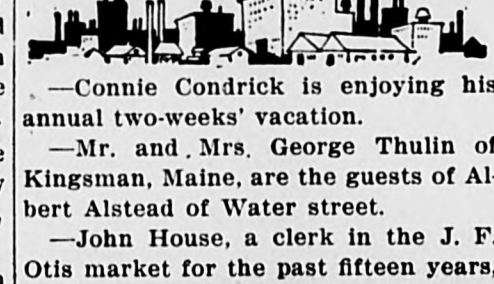 —Connie Condrick is enjoying his
annual two-weeks' vacation.
—Mr. and Mrs. George Thulin of
Kingsman, Maine, are the guests of Al-
bert Alstead of Water street.
—John House, a clerk in the J. F.
Otis market for the past fifteen years,